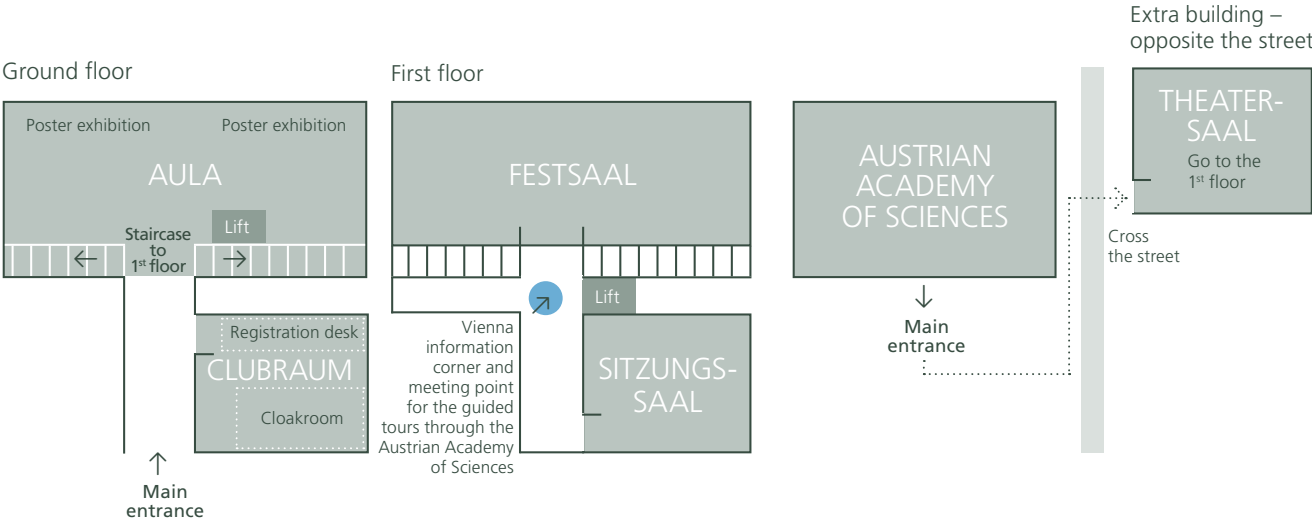 Ground floor
Poster exhibition
Poster exhibition
AULA
Lift
Staircase
to
1st floor
Registration desk
CLUBRAUM
Cloakroom
Main
entrance
First floor
FESTSAAL
Lift
Vienna
information
corner and
meeting point
for the guided
tours through the
Austrian Academy
of Sciences
SITZUNGS-
SAAL
AUSTRIAN
ACADEMY
OF SCIENCES
Main
entrance
Extra building –
opposite the street
THEATER-
SAAL
Go to the
1st floor
Cross
the street